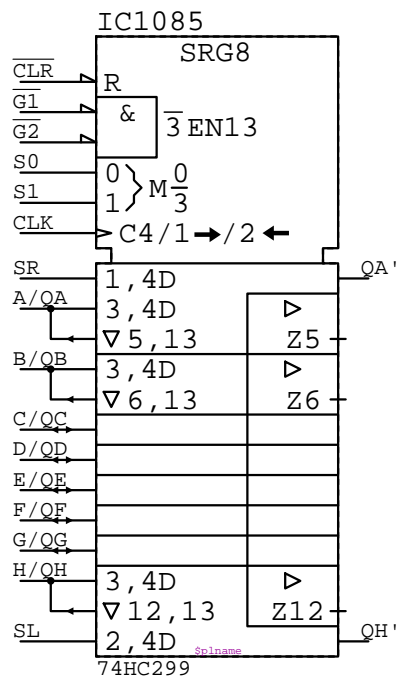 IC1085
SRG8
CLR R
G1 &
G2 3EN13
S0 0
M 0/3
S1 1
CLK C4/1→/2←
SR 1,4D QA'
A/QA 3,4D ▷
▽5,13 Z5
B/QB 3,4D ▷
▽6,13 Z6
C/QC
D/QD
E/QE
F/QF
G/QG
H/QH 3,4D ▷
▽12,13 Z12
SL 2,4D $plname QH'
74HC299